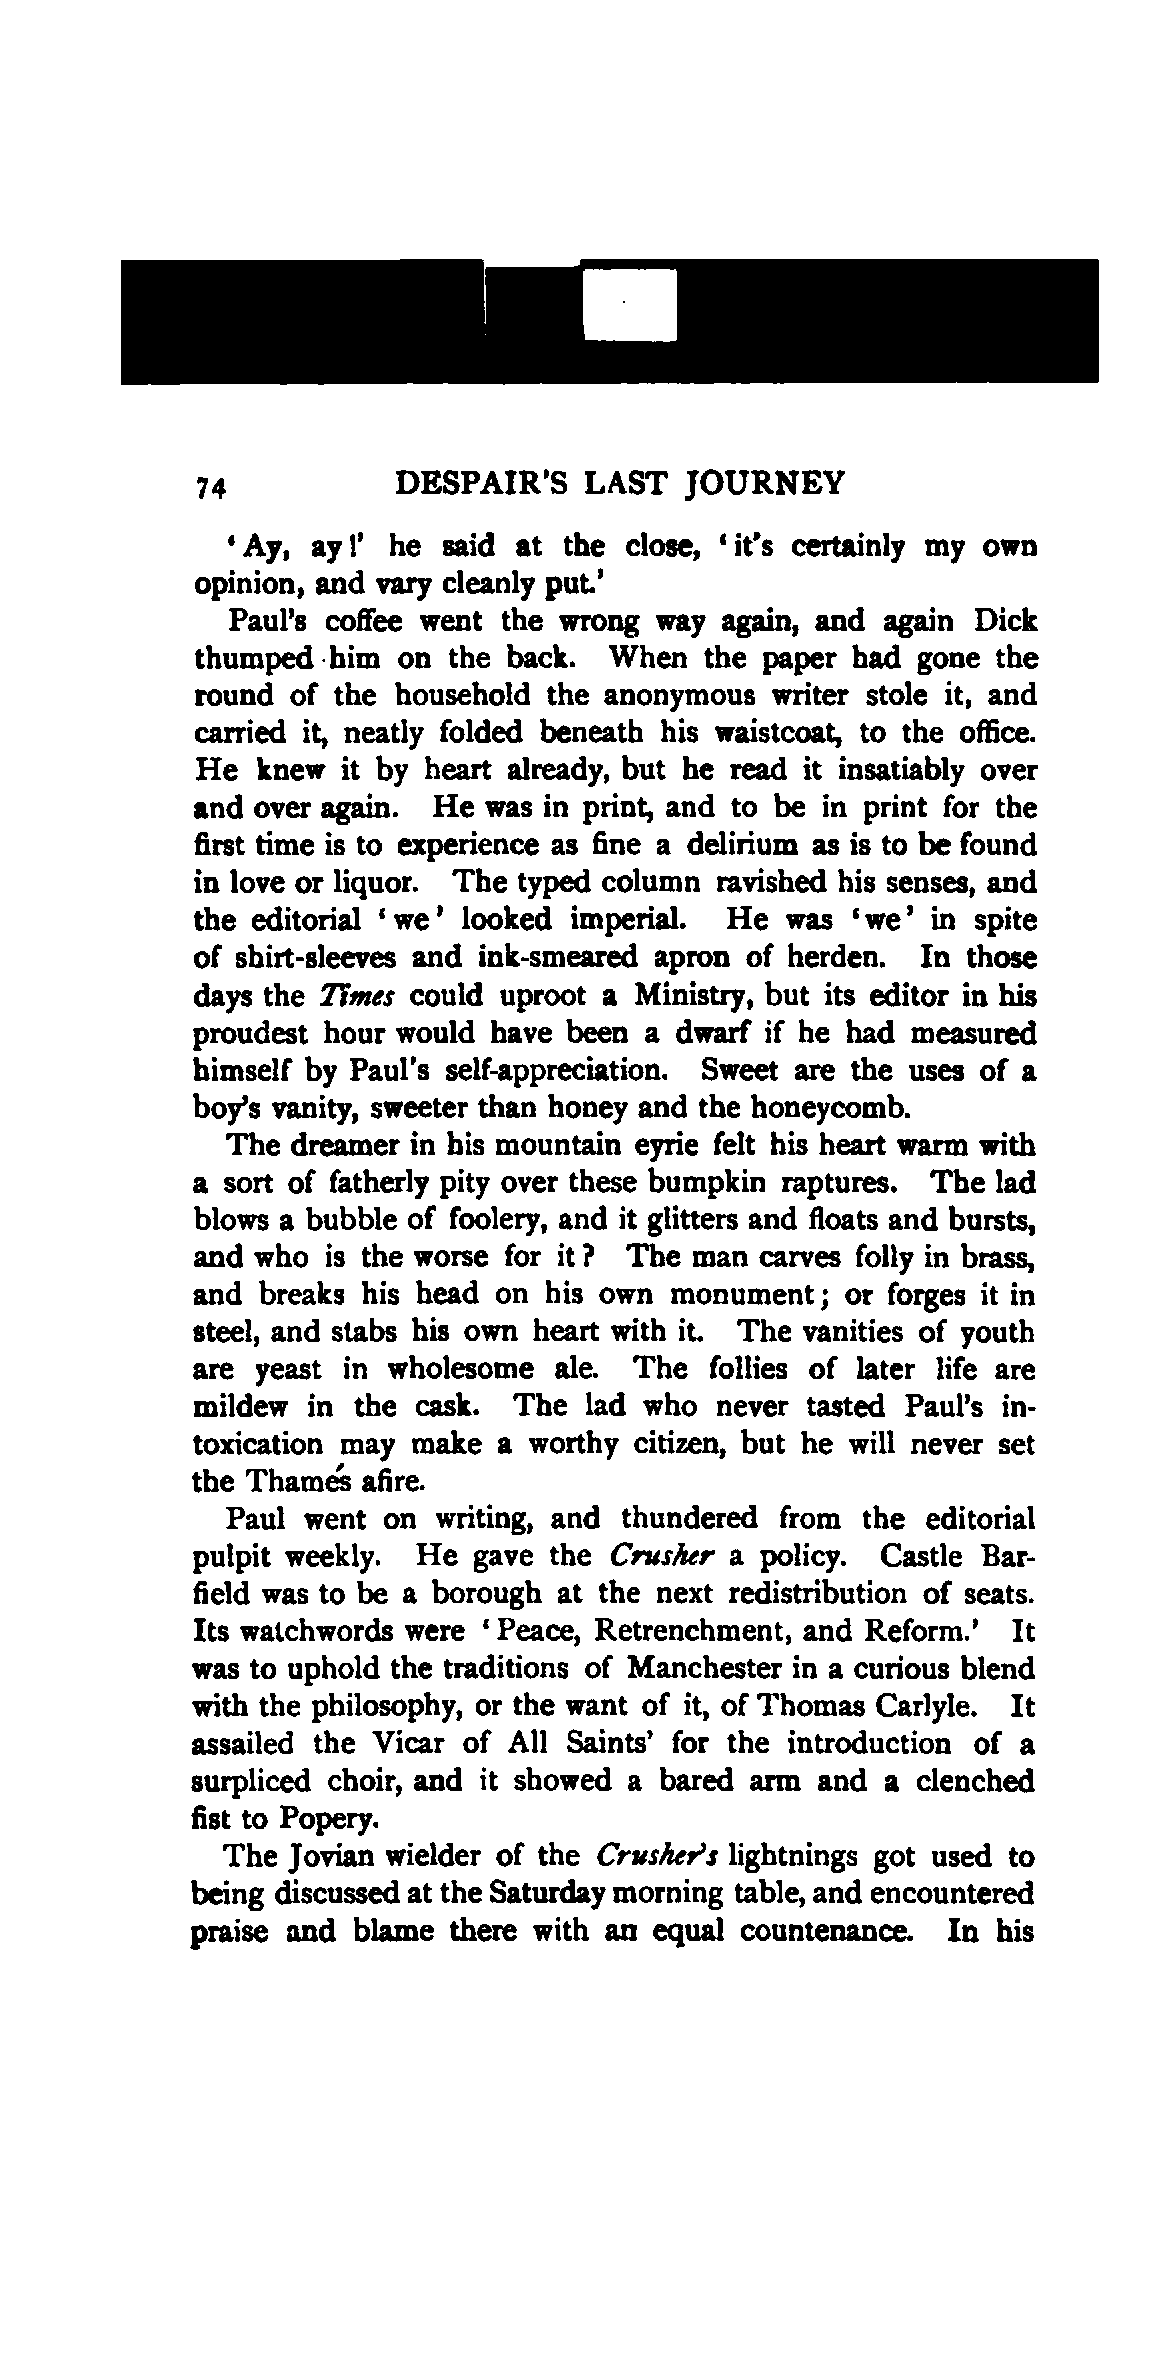 74 DESPAIR'S LAST JOURNEY
‘Ay, ay!’ he said at the close, ‘it's certainly my own
opinion, and vary cleanly put.’
Paul's coffee went the wrong way again, and again Dick
thumped him on the back. When the paper had gone the
round of the household the anonymous writer stole it, and
carried it, neatly folded beneath his waistcoat, to the office.
He knew it by heart already, but he read it insatiably over
and over again. He was in print, and to be in print for the
first time is to experience as fine a delirium as is to be found
in love or liquor. The typed column ravished his senses, and
the editorial ‘we’ looked imperial. He was ‘we’ in spite
of shirt-sleeves and ink-smeared apron of herden. In those
days the Times could uproot a Ministry, but its editor in his
proudest hour would have been a dwarf if he had measured
himself by Paul's self-appreciation. Sweet are the uses of a
boy's vanity, sweeter than honey and the honeycomb.
The dreamer in his mountain eyrie felt his heart warm with
a sort of fatherly pity over these bumpkin raptures. The lad
blows a bubble of foolery, and it glitters and floats and bursts,
and who is the worse for it? The man carves folly in brass,
and breaks his head on his own monument; or forges it in
steel, and stabs his own heart with it. The vanities of youth
are yeast in wholesome ale. The follies of later life are
mildew in the cask. The lad who never tasted Paul's in-
toxication may make a worthy citizen, but he will never set
the Thames afire.
Paul went on writing, and thundered from the editorial
pulpit weekly. He gave the Crusher a policy. Castle Bar-
field was to be a borough at the next redistribution of seats.
Its watchwords were ‘Peace, Retrenchment, and Reform.’ It
was to uphold the traditions of Manchester in a curious blend
with the philosophy, or the want of it, of Thomas Carlyle. It
assailed the Vicar of All Saints’ for the introduction of a
surpliced choir, and it showed a bared arm and a clenched
fist to Popery.
The Jovian wielder of the Crusher's lightnings got used to
being discussed at the Saturday morning table, and encountered
praise and blame there with an equal countenance. In his